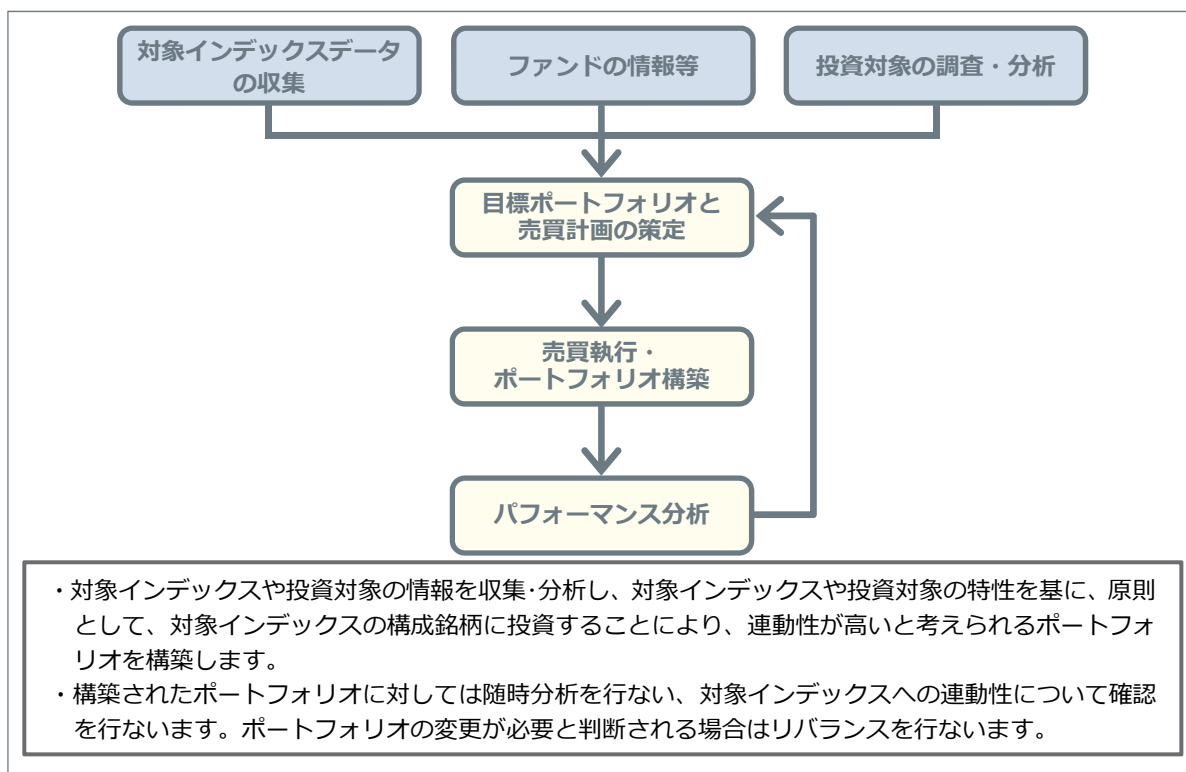 対象インデックスデータ
の収集
ファンドの情報等
投資対象の調査・分析
目標ポートフォリオと
売買計画の策定
売買執行・
ポートフォリオ構築
パフォーマンス分析
・対象インデックスや投資対象の情報を収集･分析し、対象インデックスや投資対象の特性を基に、原則
として、対象インデックスの構成銘柄に投資することにより、連動性が高いと考えられるポートフォ
リオを構築します。
・構築されたポートフォリオに対しては随時分析を行ない、対象インデックスへの連動性について確認
を行ないます。ポートフォリオの変更が必要と判断される場合はリバランスを行ないます。